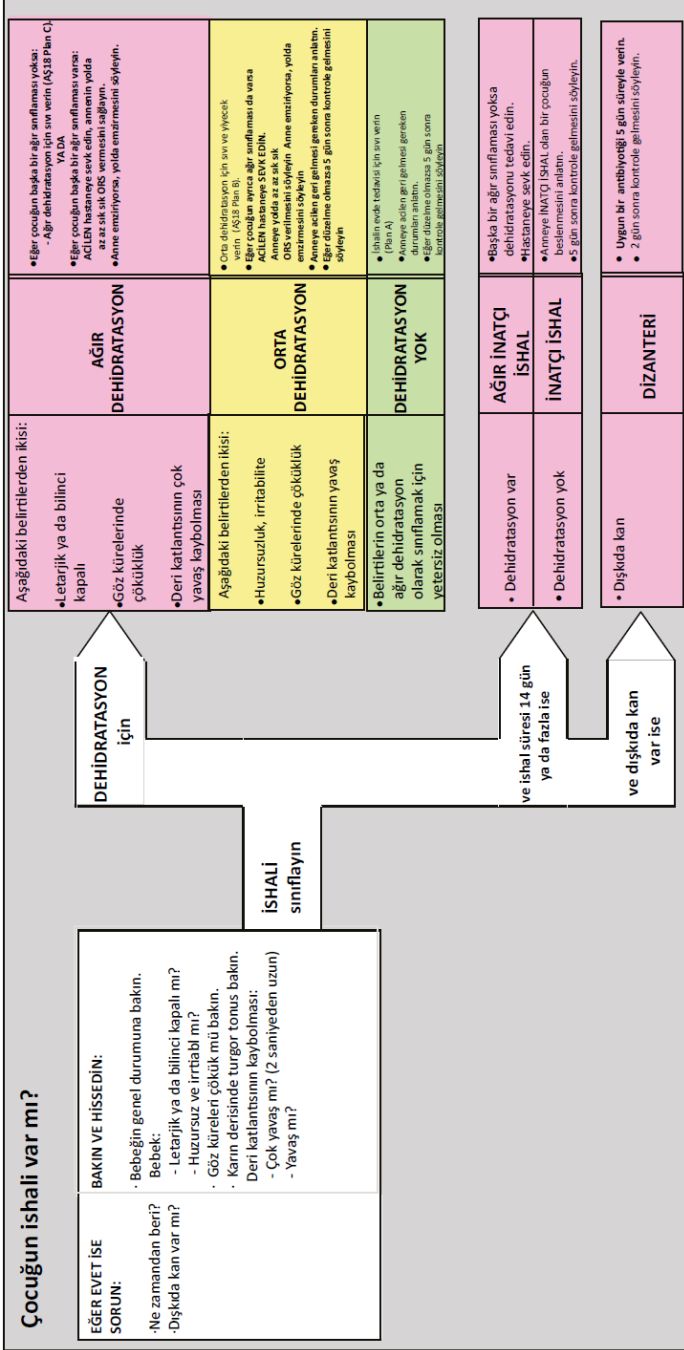 Çocuğun ishali var mı?
EĞER EVET İSE
SORUN:
·Ne zamandan beri?
·Dışkıda kan var mı?
BAKIN VE HİSSEDİN:
· Bebeğin genel durumuna bakın.
Bebek:
- Letarjik ya da bilinci kapalı mı?
- Huzursuz ve irrtiabl mı?
· Göz küreleri çökük mü bakın.
· Karın derisinde turgor tonus bakın.
Deri katlantısının kaybolması:
- Çok yavaş mı? (2 saniyeden uzun)
- Yavaş mı?
İSHALİ
sınıflayın
DEHİDRATASYON
için
ve ishal süresi 14 gün
ya da fazla ise
ve dışkıda kan
var ise
Aşağıdaki belirtilerden ikisi:
•Letarjik ya da bilinci
kapalı
•Göz kürelerinde
çöküklük
•Deri katlantısının çok
yavaş kaybolması
AĞIR
DEHİDRATASYON
•Eğer çocuğun başka bir ağır sınıflaması yoksa:
- Ağır dehidratasyon için sıvı verin (AŞ18 Plan C).
YA DA
•Eğer çocuğun başka bir ağır sınıflaması varsa:
ACİLEN hastaneye sevk edin, annenin yolda
az az sık sık ORS vermesini sağlayın.
•Anne emziriyorsa, yolda emzirmesini söyleyin.
Aşağıdaki belirtilerden ikisi:
•Huzursuzluk, irritabilite
•Göz kürelerinde çöküklük
•Deri katlantısının yavaş
kaybolması
ORTA
DEHİDRATASYON
• Orta dehidratasyon için sıvı ve yiyecek
verin (AŞ18 Plan B).
• Eğer çocuğun ayrıca ağır sınıflaması da varsa
ACİLEN hastaneye SEVK EDİN.
Anneye yolda az az sık sık
ORS verilmesini söyleyin Anne emziriyorsa, yolda
emzirmesini söyleyin
•Anneye acilen geri gelmesi gereken durumları anlatın.
•Eğer düzelme olmazsa 5 gün sonra kontrole gelmesini
söyleyin
•Belirtilerin orta ya da
ağır dehidratasyon
olarak sınıflamak için
yetersiz olması
DEHİDRATASYON
YOK
• İshalin evde tedavisi için sıvı verin
(Plan A)
•Anneye acilen geri gelmesi gereken
durumları anlatın.
•Eğer düzelme olmazsa 5 gün sonra
kontrole gelmesini söyleyin
• Dehidratasyon var
AĞIR İNATÇI
İSHAL
•Başka bir ağır sınıflaması yoksa
dehidratasyonu tedavi edin.
•Hastaneye sevk edin.
• Dehidratasyon yok
İNATÇI İSHAL
•Anneye İNATÇI İSHAL olan bir çocuğun
beslenmesini anlatın.
•5 gün sonra kontrole gelmesini söyleyin.
• Dışkıda kan
DİZANTERİ
• Uygun bir antibiyotiği 5 gün süreyle verin.
• 2 gün sonra kontrole gelmesini söyleyin.